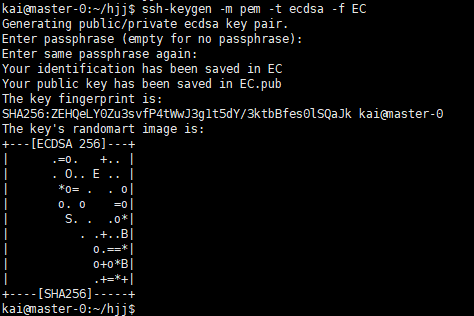 kai@master-0:~/hjj$ ssh-keygen -m pem -t ecdsa -f EC
Generating public/private ecdsa key pair.
Enter passphrase (empty for no passphrase):
Enter same passphrase again:
Your identification has been saved in EC
Your public key has been saved in EC.pub
The key fingerprint is:
SHA256:ZEHQeLY0Zu3svfP4tWwJ3g1t5dY/3ktbBfes0lSQaJk kai@master-0
The key's randomart image is:
+---[ECDSA 256]---+
|      .=o.   +.. |
|      . O.. E .. |
|       *o= .  . o|
|       o. o    =o|
|        S. .  .o*|
|          . .+..B|
|            o.==*|
|            o+o*B|
|            .+=*+|
+----[SHA256]-----+
kai@master-0:~/hjj$